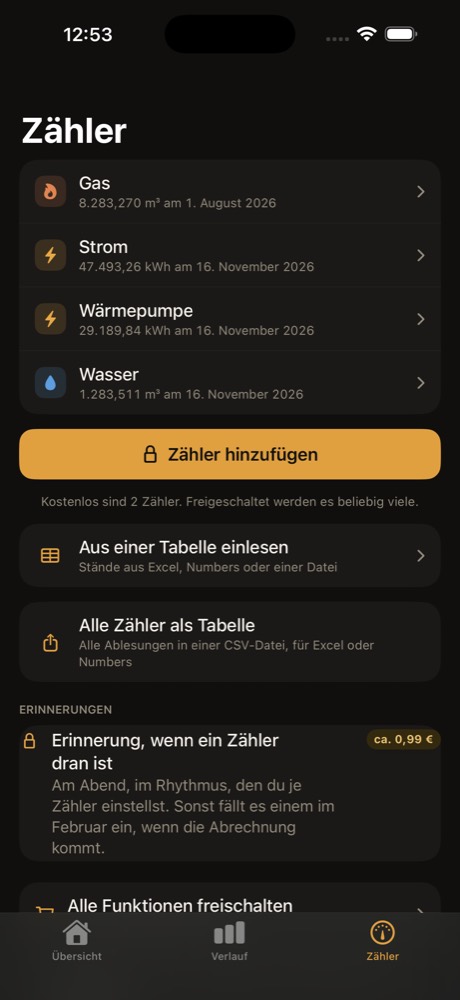 12:53
Zähler
Gas
8.283,270 m³ am 1. August 2026
Strom
47.493,26 kWh am 16. November 2026
Wärmepumpe
29.189,84 kWh am 16. November 2026
Wasser
1.283,511 m³ am 16. November 2026
Zähler hinzufügen
Kostenlos sind 2 Zähler. Freigeschaltet werden es beliebig viele.
Aus einer Tabelle einlesen
Stände aus Excel, Numbers oder einer Datei
Alle Zähler als Tabelle
Alle Ablesungen in einer CSV-Datei, für Excel oder
Numbers
ERINNERUNGEN
Erinnerung, wenn ein Zähler
dran ist
ca. 0,99 €
Am Abend, im Rhythmus, den du je
Zähler einstellst. Sonst fällt es einem im
Februar ein, wenn die Abrechnung
kommt.
Alle Funktionen freischalten
Übersicht
Verlauf
Zähler